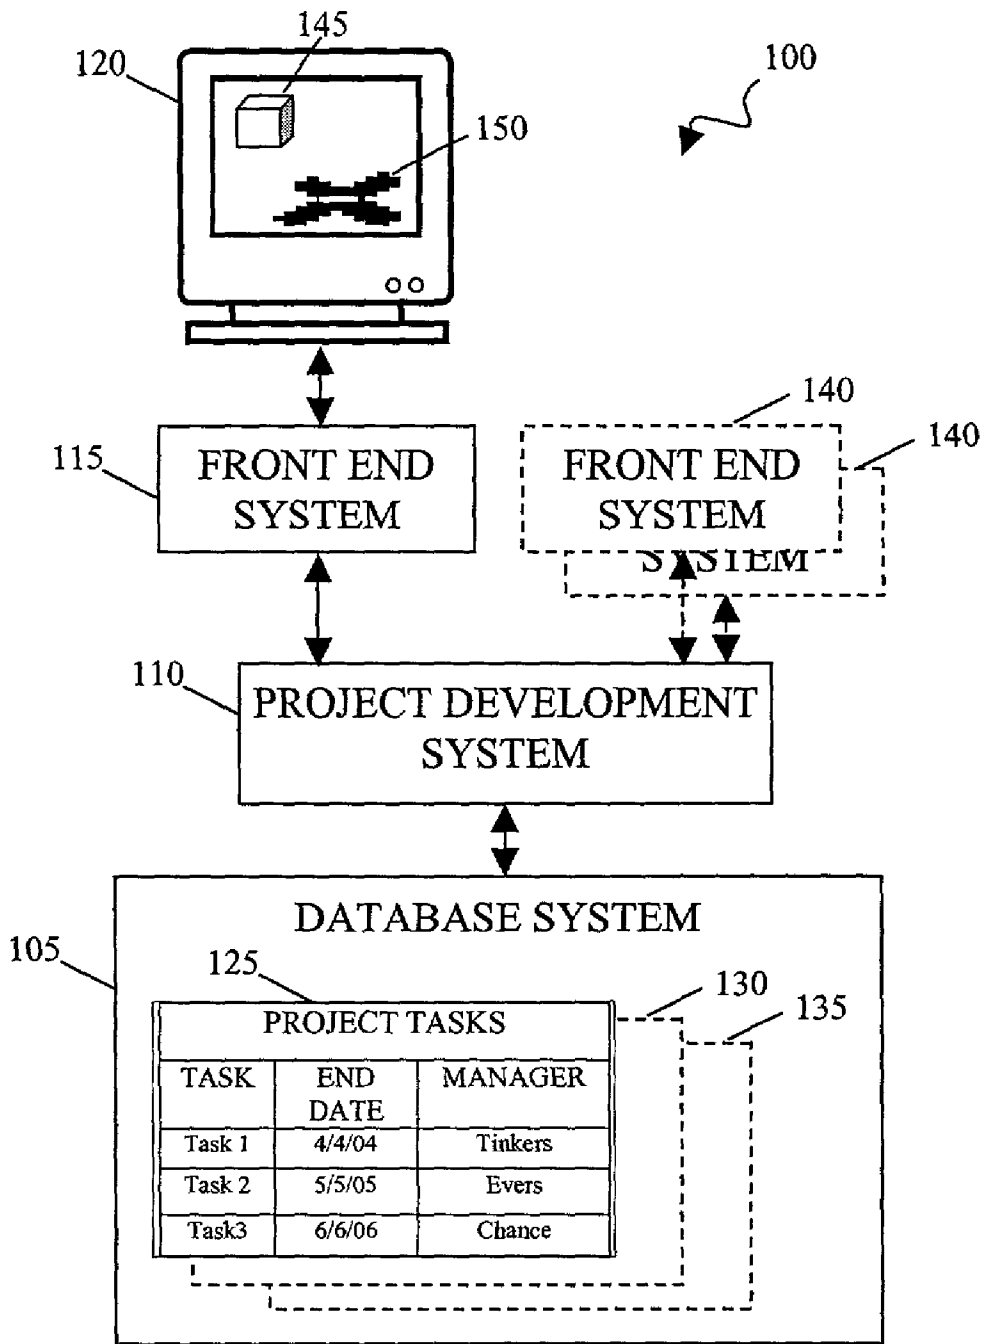 145
120
100
150
140
115
FRONT END
SYSTEM
FRONT END
SYSTEM
140
SYSTEM
110
PROJECT DEVELOPMENT
SYSTEM
DATABASE SYSTEM
105
125
130
135
PROJECT TASKS
TASK
END
DATE
MANAGER
Task 1
4/4/04
Tinkers
Task 2
5/5/05
Evers
Task3
6/6/06
Chance